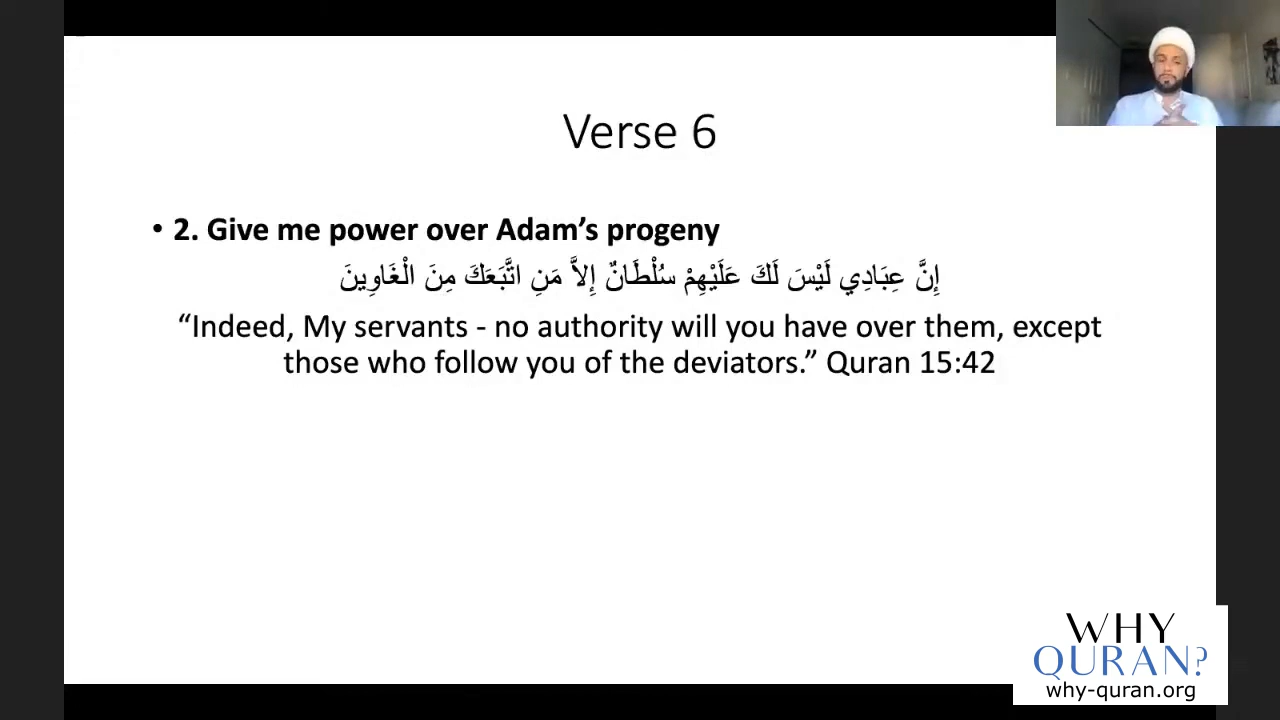 Verse 6
• 2. Give me power over Adam’s progeny
إِنَّ عِبَادِي لَيْسَ لَكَ عَلَيْهِمْ سُلْطَانٌ إِلاَّ مَنِ اتَّبَعَكَ مِنَ الْغَاوِينَ
“Indeed, My servants - no authority will you have over them, except
those who follow you of the deviators.” Quran 15:42
WHY
QURAN?
why-quran.org